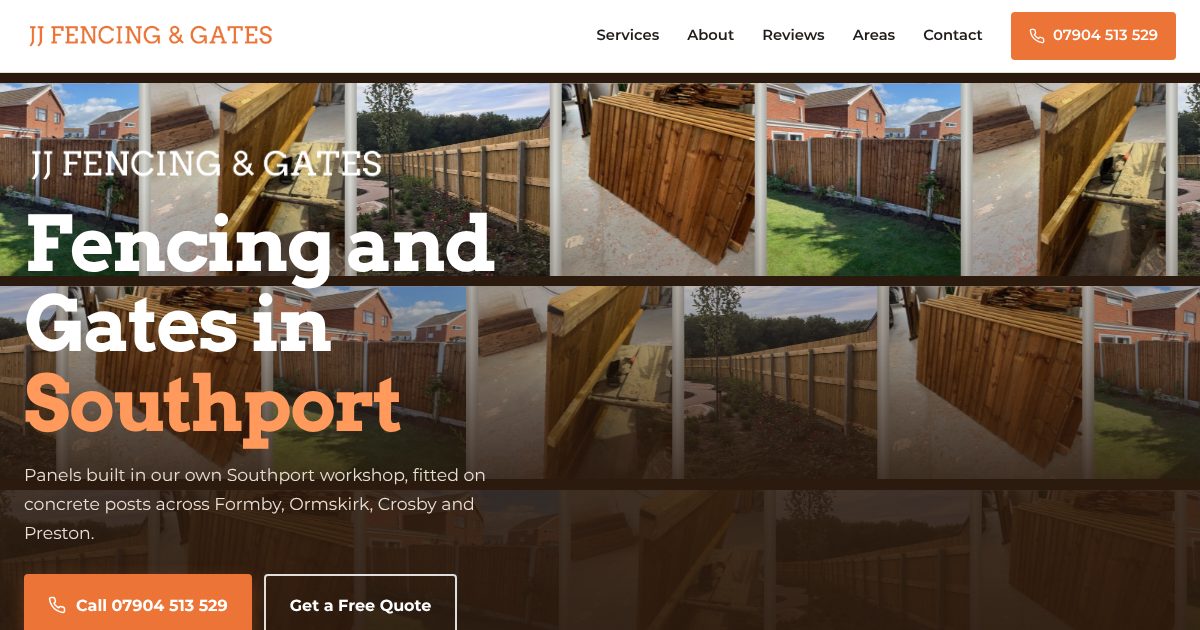 JJ FENCING & GATES
Services
About
Reviews
Areas
Contact
07904 513 529
JJ FENCING & GATES
Fencing and
Gates in
Southport
Panels built in our own Southport workshop, fitted on
concrete posts across Formby, Ormskirk, Crosby and
Preston.
Call 07904 513 529
Get a Free Quote